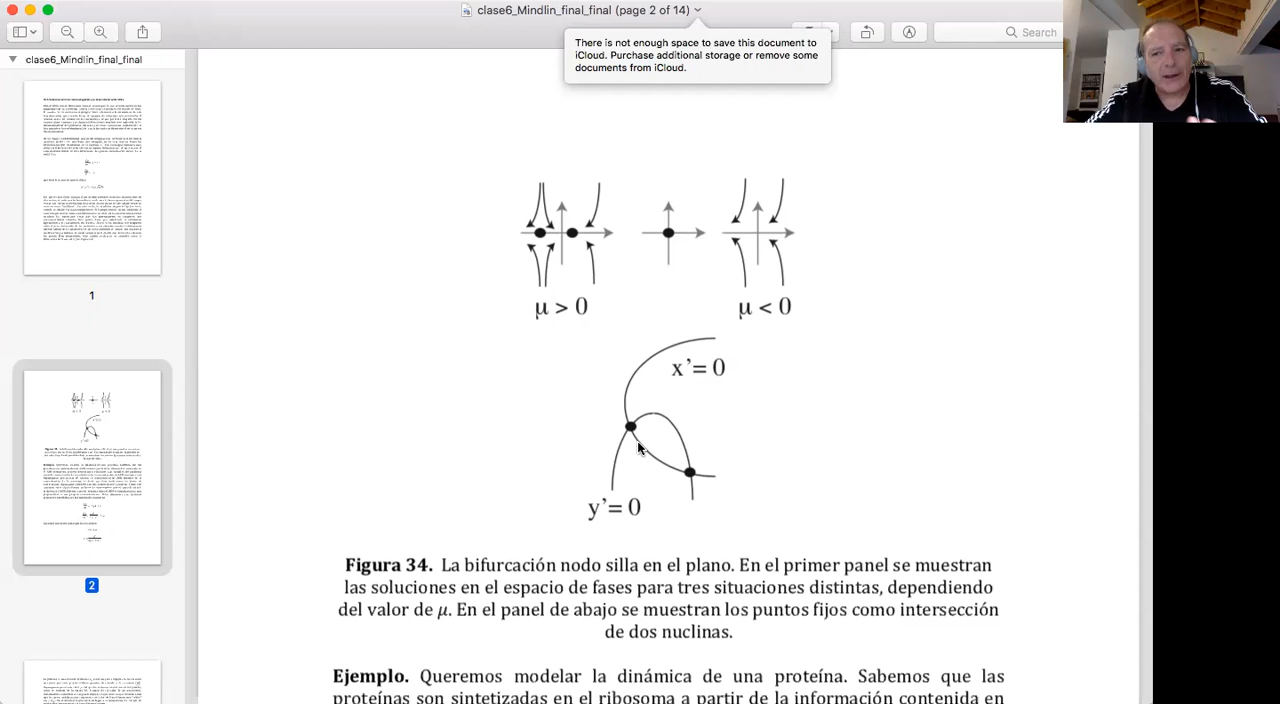 clase6_Mindlin_final_final (page 2 of 14)
There is not enough space to save this document to
iCloud. Purchase additional storage or remove some
documents from iCloud.
Search
clase6_Mindlin_final_final
1
2
μ > 0
μ < 0
x’= 0
y’= 0
Figura 34. La bifurcación nodo silla en el plano. En el primer panel se muestran
las soluciones en el espacio de fases para tres situaciones distintas, dependiendo
del valor de μ. En el panel de abajo se muestran los puntos fijos como intersección
de dos nuclinas.
Ejemplo. Queremos modelar la dinámica de una proteína. Sabemos que las
proteínas son sintetizadas en el ribosoma a partir de la información contenida en